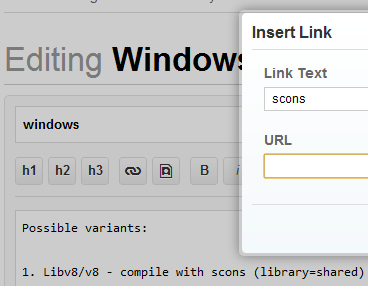 Editing Windows
windows
h1 h2 h3 B i
Possible variants:
1. Libv8/v8 - compile with scons (library=shared)
Insert Link
Link Text
scons
URL